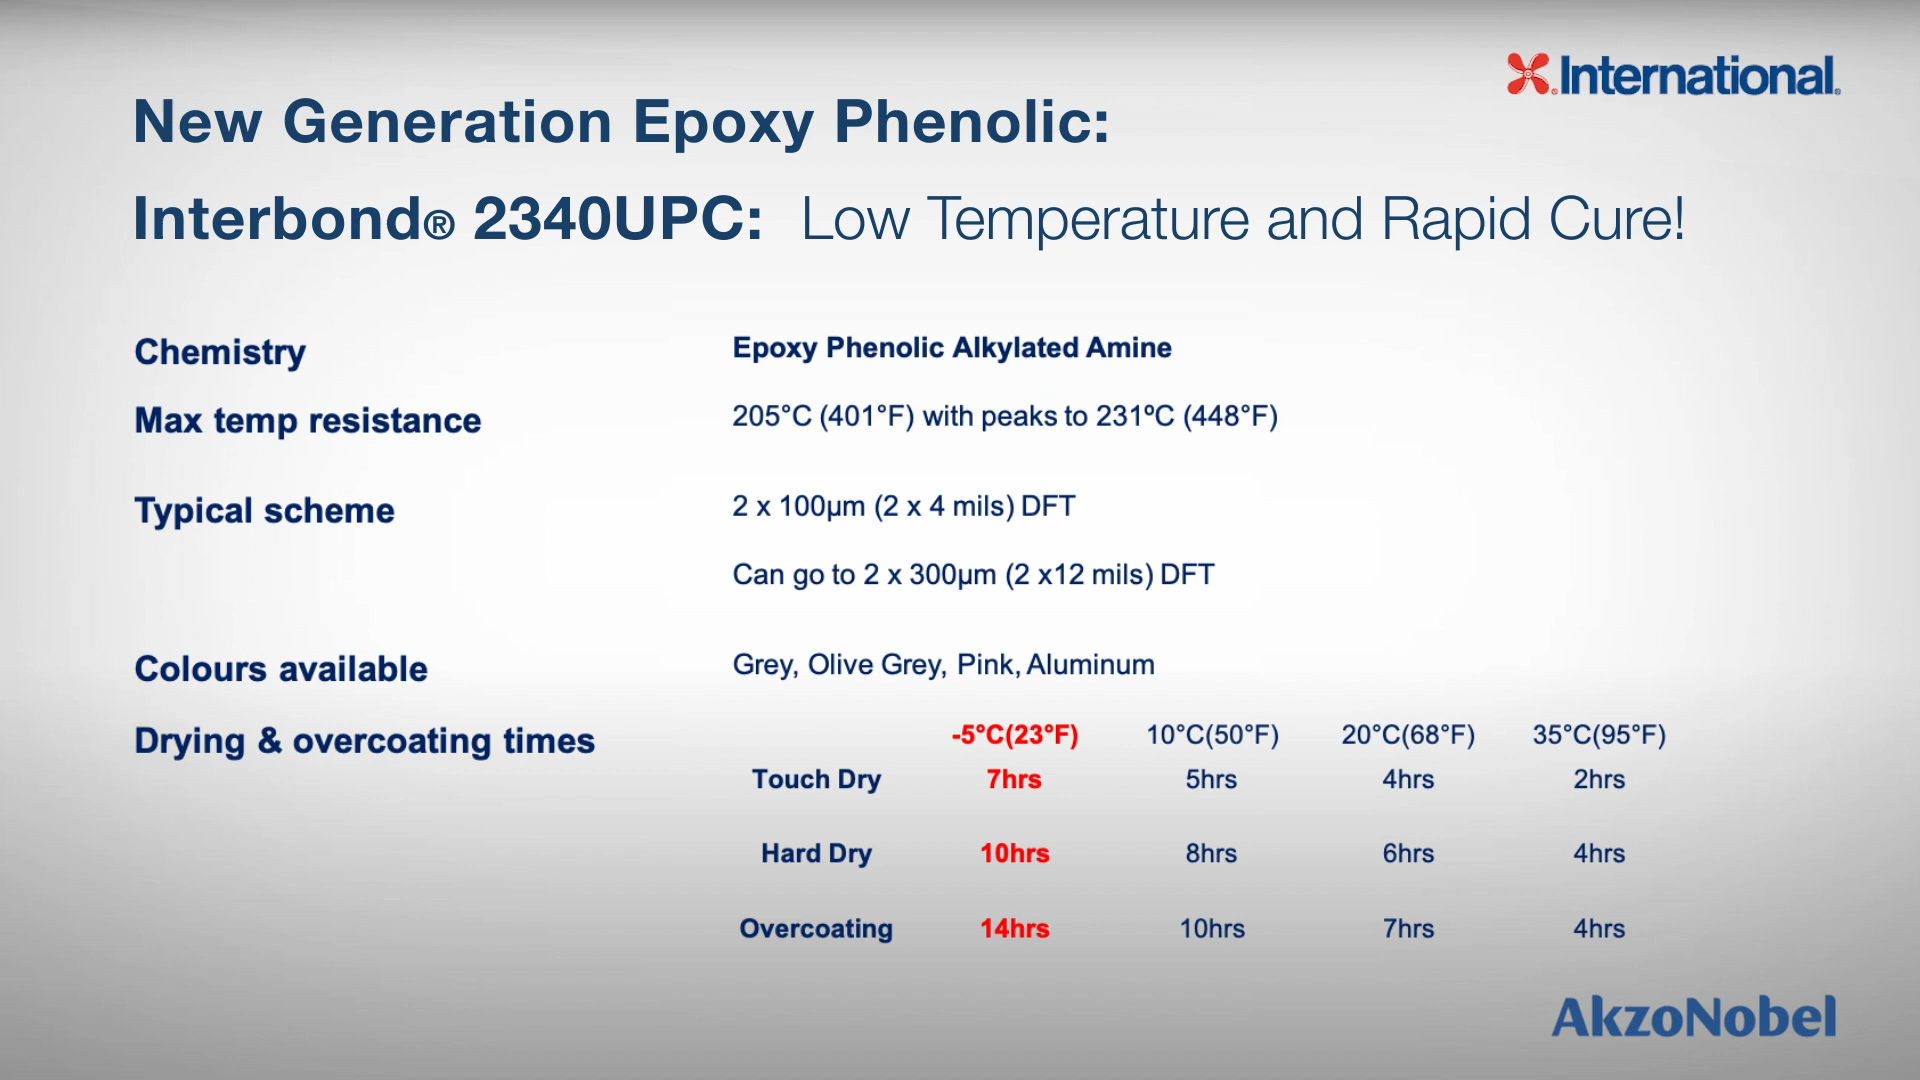 International®
New Generation Epoxy Phenolic:
Interbond® 2340UPC: Low Temperature and Rapid Cure!
Chemistry Epoxy Phenolic Alkylated Amine
Max temp resistance 205°C (401°F) with peaks to 231ºC (448°F)
Typical scheme 2 x 100µm (2 x 4 mils) DFT
Can go to 2 x 300µm (2 x12 mils) DFT
Colours available Grey, Olive Grey, Pink, Aluminum
Drying & overcoating times -5°C(23°F) 10°C(50°F) 20°C(68°F) 35°C(95°F)
Touch Dry 7hrs 5hrs 4hrs 2hrs
Hard Dry 10hrs 8hrs 6hrs 4hrs
Overcoating 14hrs 10hrs 7hrs 4hrs
AkzoNobel